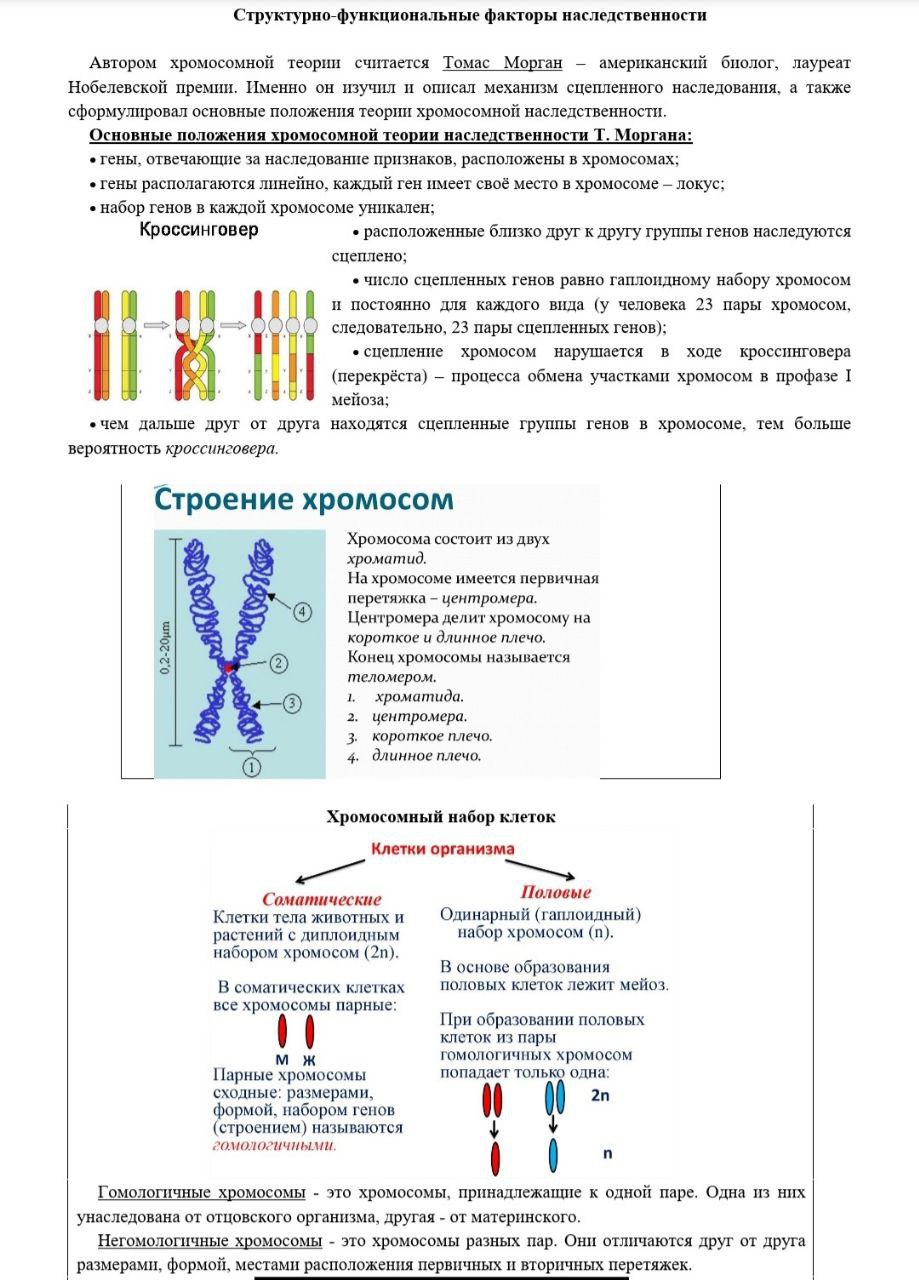 Структурно-функциональные факторы наследственности
Автором хромосомной теории считается Томас Морган – американский биолог, лауреат
Нобелевской премии. Именно он изучил и описал механизм сцепленного наследования, а также
сформулировал основные положения теории хромосомной наследственности.
Основные положения хромосомной теории наследственности Т. Моргана:
• гены, отвечающие за наследование признаков, расположены в хромосомах;
• гены располагаются линейно, каждый ген имеет своё место в хромосоме – локус;
• набор генов в каждой хромосоме уникален;
Кроссинговер
• расположенные близко друг к другу группы генов наследуются
сцеплено;
• число сцепленных генов равно гаплоидному набору хромосом
и постоянно для каждого вида (у человека 23 пары хромосом,
следовательно, 23 пары сцепленных генов);
• сцепление хромосом нарушается в ходе кроссинговера
(перекрёста) – процесса обмена участками хромосом в профазе I
мейоза;
• чем дальше друг от друга находятся сцепленные группы генов в хромосоме, тем больше
вероятность кроссинговера.
Строение хромосом
0,2-20µm
4
2
3
1
Хромосома состоит из двух
хроматид.
На хромосоме имеется первичная
перетяжка – центромера.
Центромера делит хромосому на
короткое и длинное плечо.
Конец хромосомы называется
теломером.
1. хроматида.
2. центромера.
3. короткое плечо.
4. длинное плечо.
Хромосомный набор клеток
Клетки организма
Соматические
Клетки тела животных и
растений с диплоидным
набором хромосом (2n).
В соматических клетках
все хромосомы парные:
М Ж
Парные хромосомы
сходные: размерами,
формой, набором генов
(строением) называются
гомологичными.
Половые
Одинарный (гаплоидный)
набор хромосом (n).
В основе образования
половых клеток лежит мейоз.
При образовании половых
клеток из пары
гомологичных хромосом
попадает только одна:
2n
n
Гомологичные хромосомы - это хромосомы, принадлежащие к одной паре. Одна из них
унаследована от отцовского организма, другая - от материнского.
Негомологичные хромосомы - это хромосомы разных пар. Они отличаются друг от друга
размерами, формой, местами расположения первичных и вторичных перетяжек.